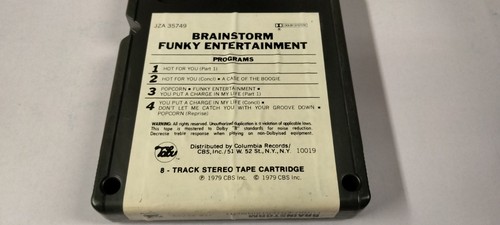 JZA 35749
DOLBY SYSTEM
BRAINSTORM
FUNKY ENTERTAINMENT
PROGRAMS
1 HOT FOR YOU (Part 1)
2 HOT FOR YOU (Concl) • A CASE OF THE BOOGIE
3 POPCORN • FUNKY ENTERTAINMENT •
YOU PUT A CHARGE IN MY LIFE (Part 1)
4 YOU PUT A CHARGE IN MY LIFE (Concl) •
DON'T LET ME CATCH YOU WITH YOUR GROOVE DOWN •
POPCORN (Reprise)
WARNING: All rights reserved. Unauthorized duplication is a violation of applicable laws.
This tape is mastered to Dolby "B" standards for noise reduction.
Decrease treble response when playing on non-Dolbyized equipment.
Tabu
Distributed by Columbia Records/
CBS, Inc./51 W. 52 St., N.Y., N.Y. 10019
8 - TRACK STEREO TAPE CARTRIDGE
℗ 1979 CBS Inc. © 1979 CBS Inc.
BRAINSTORM